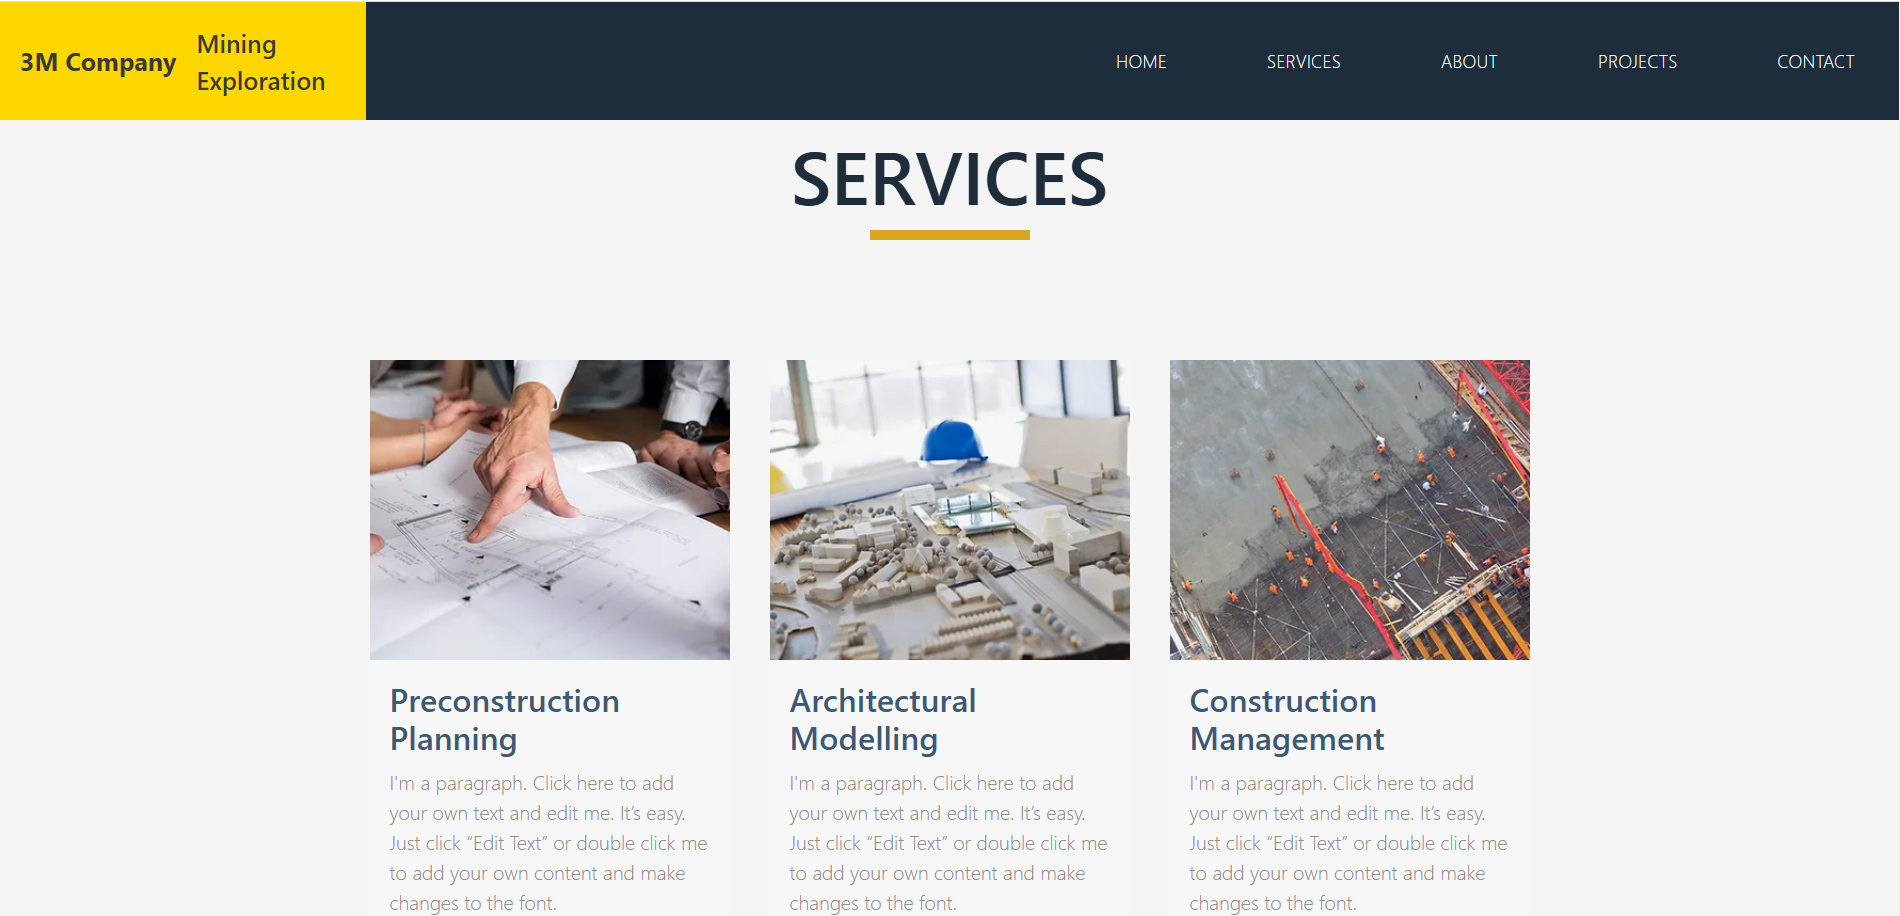 3M Company
Mining
Exploration
HOME
SERVICES
ABOUT
PROJECTS
CONTACT
SERVICES
Preconstruction
Planning
I'm a paragraph. Click here to add
your own text and edit me. It’s easy.
Just click “Edit Text” or double click me
to add your own content and make
changes to the font.
Architectural
Modelling
I'm a paragraph. Click here to add
your own text and edit me. It’s easy.
Just click “Edit Text” or double click me
to add your own content and make
changes to the font.
Construction
Management
I'm a paragraph. Click here to add
your own text and edit me. It’s easy.
Just click “Edit Text” or double click me
to add your own content and make
changes to the font.